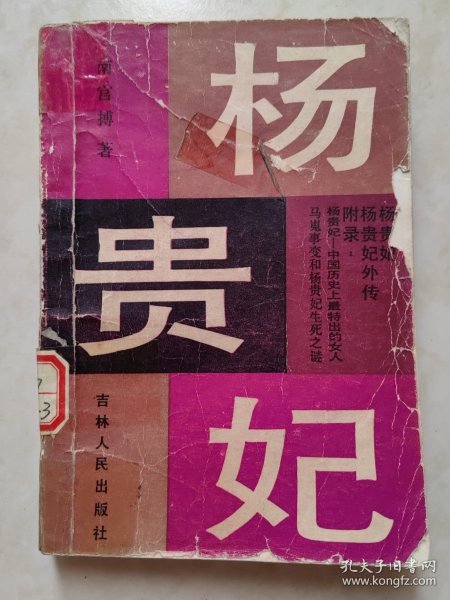 杨
贵
妃
南宫搏 著
杨贵妃
杨贵妃外传
附录：
杨贵妃—中国历史上最特出的女人
马嵬事变和杨贵妃生死之谜
吉林人民出版社
7
-3
孔夫子旧书网
www.kongfz.com